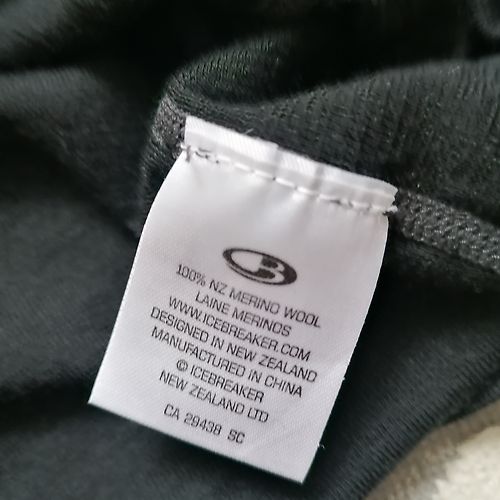 100% NZ MERINO WOOL
LAINE MERINOS
WWW.ICEBREAKER.COM
DESIGNED IN NEW ZEALAND
MANUFACTURED IN CHINA
© ICEBREAKER
NEW ZEALAND LTD
CA 29438 SC